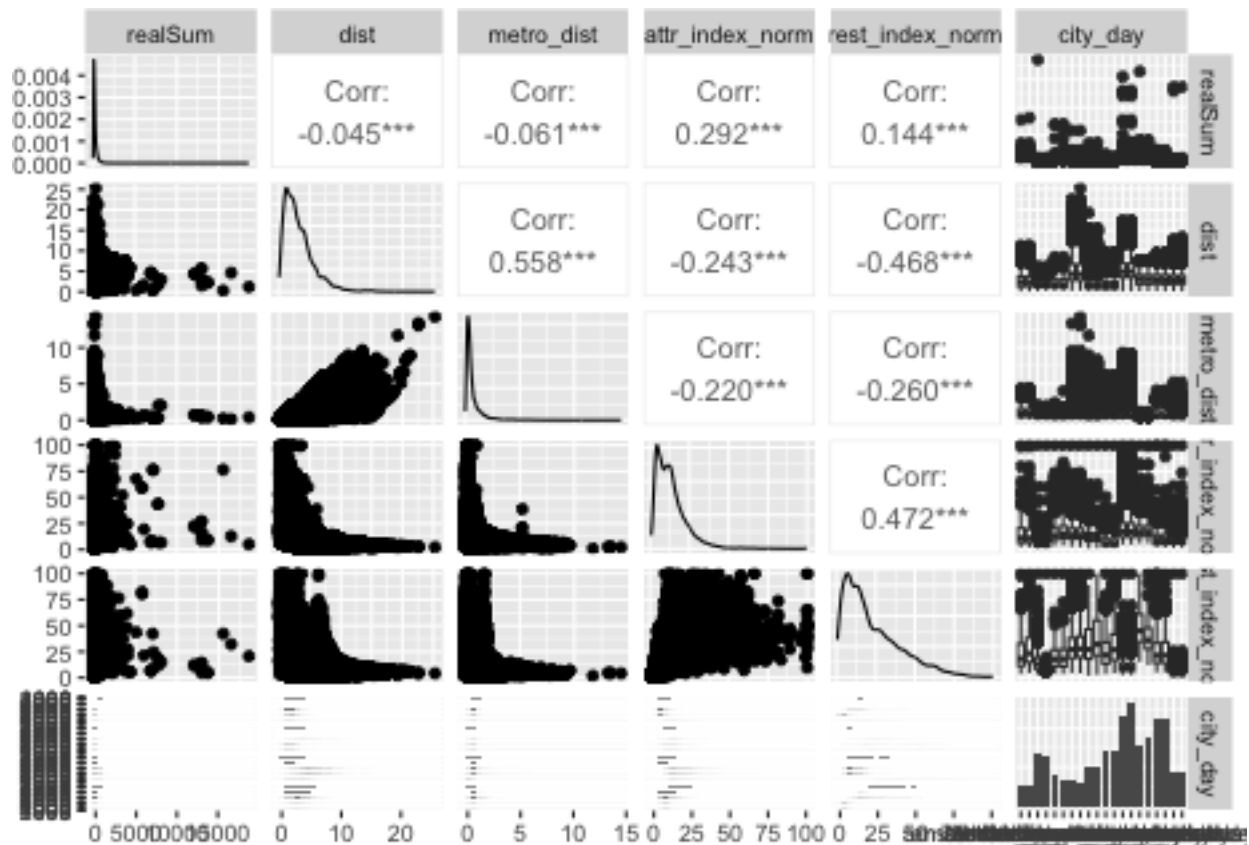 realSum dist metro_dist attr_index_norm rest_index_norm city_day
0.004
0.003
0.002
0.001
0.000
Corr: Corr: Corr: Corr:
-0.045*** -0.061*** 0.292*** 0.144***
realSum
25
20
15
10
5
0
Corr: Corr: Corr:
0.558*** -0.243*** -0.468***
dist
10
5
0
Corr: Corr:
-0.220*** -0.260***
metro_dist
100
75
50
25
0
Corr:
0.472***
r_index_no
100
75
50
25
0
t_index_no
city_day
0 5000 10000 15000 0 10 20 0 5 10 15 0 25 50 75 100 0 25